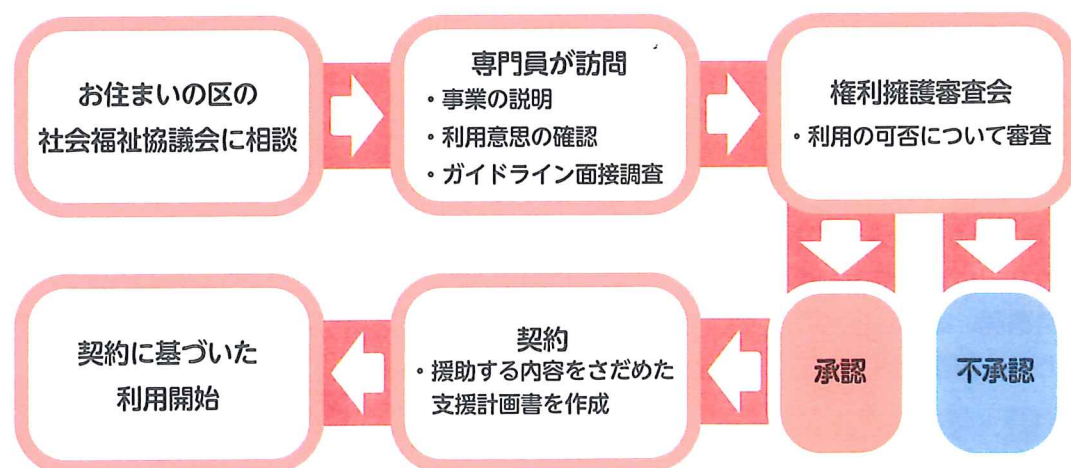 お住まいの区の
社会福祉協議会に相談
専門員が訪問
・事業の説明
・利用意思の確認
・ガイドライン面接調査
権利擁護審査会
・利用の可否について審査
承認
不承認
契約
・援助する内容をさだめた
支援計画書を作成
契約に基づいた
利用開始